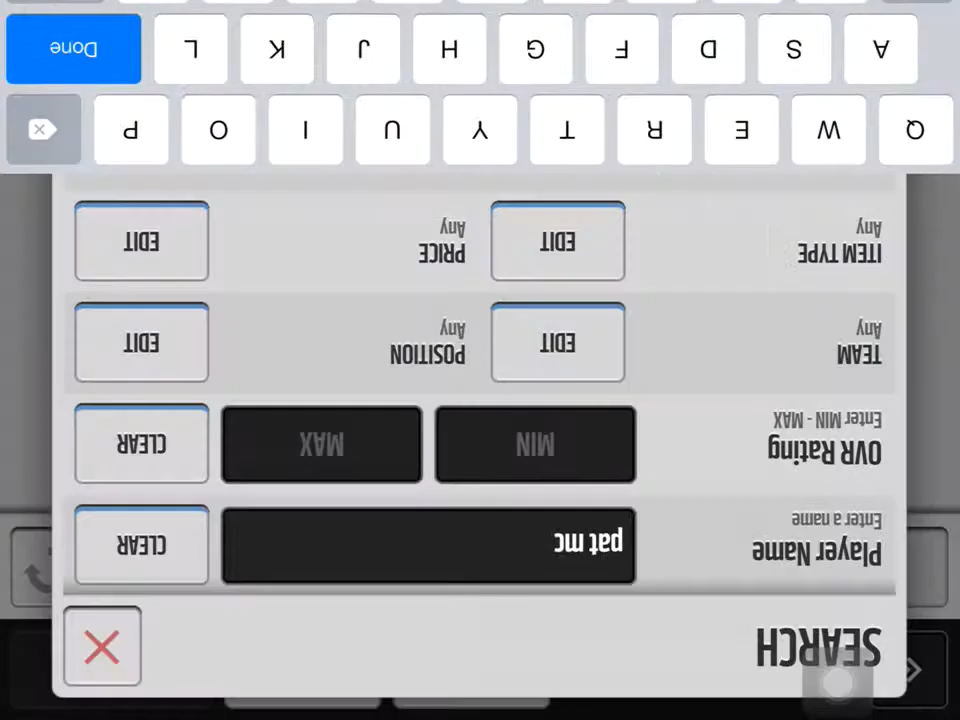 SEARCH
Player Name
Enter a name
pat mc
CLEAR
OVR Rating
Enter MIN - MAX
MIN
MAX
CLEAR
TEAM
Any
EDIT
POSITION
Any
EDIT
ITEM TYPE
Any
EDIT
PRICE
Any
EDIT
Q W E R T Y U I O P
A S D F G H J K L Done